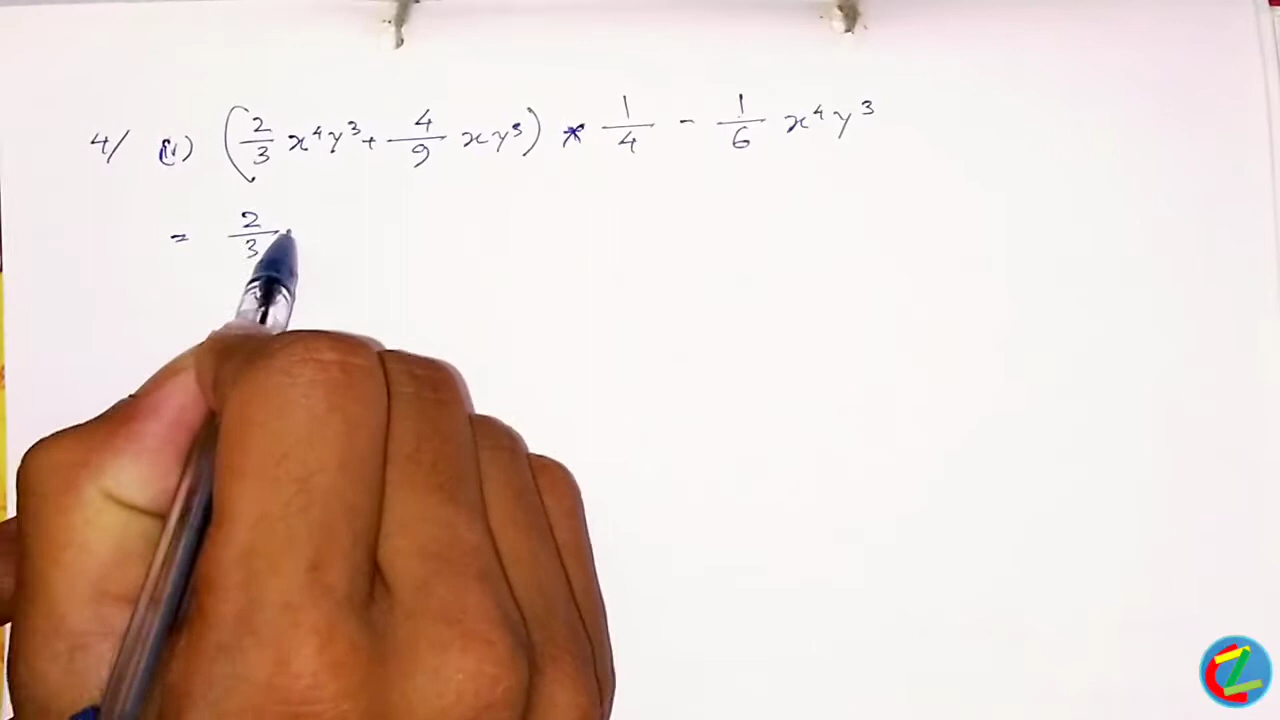 4/ (ii) (2/3 x⁴y³ + 4/9 xy³) * 1/4 - 1/6 x⁴y³
= 2/3